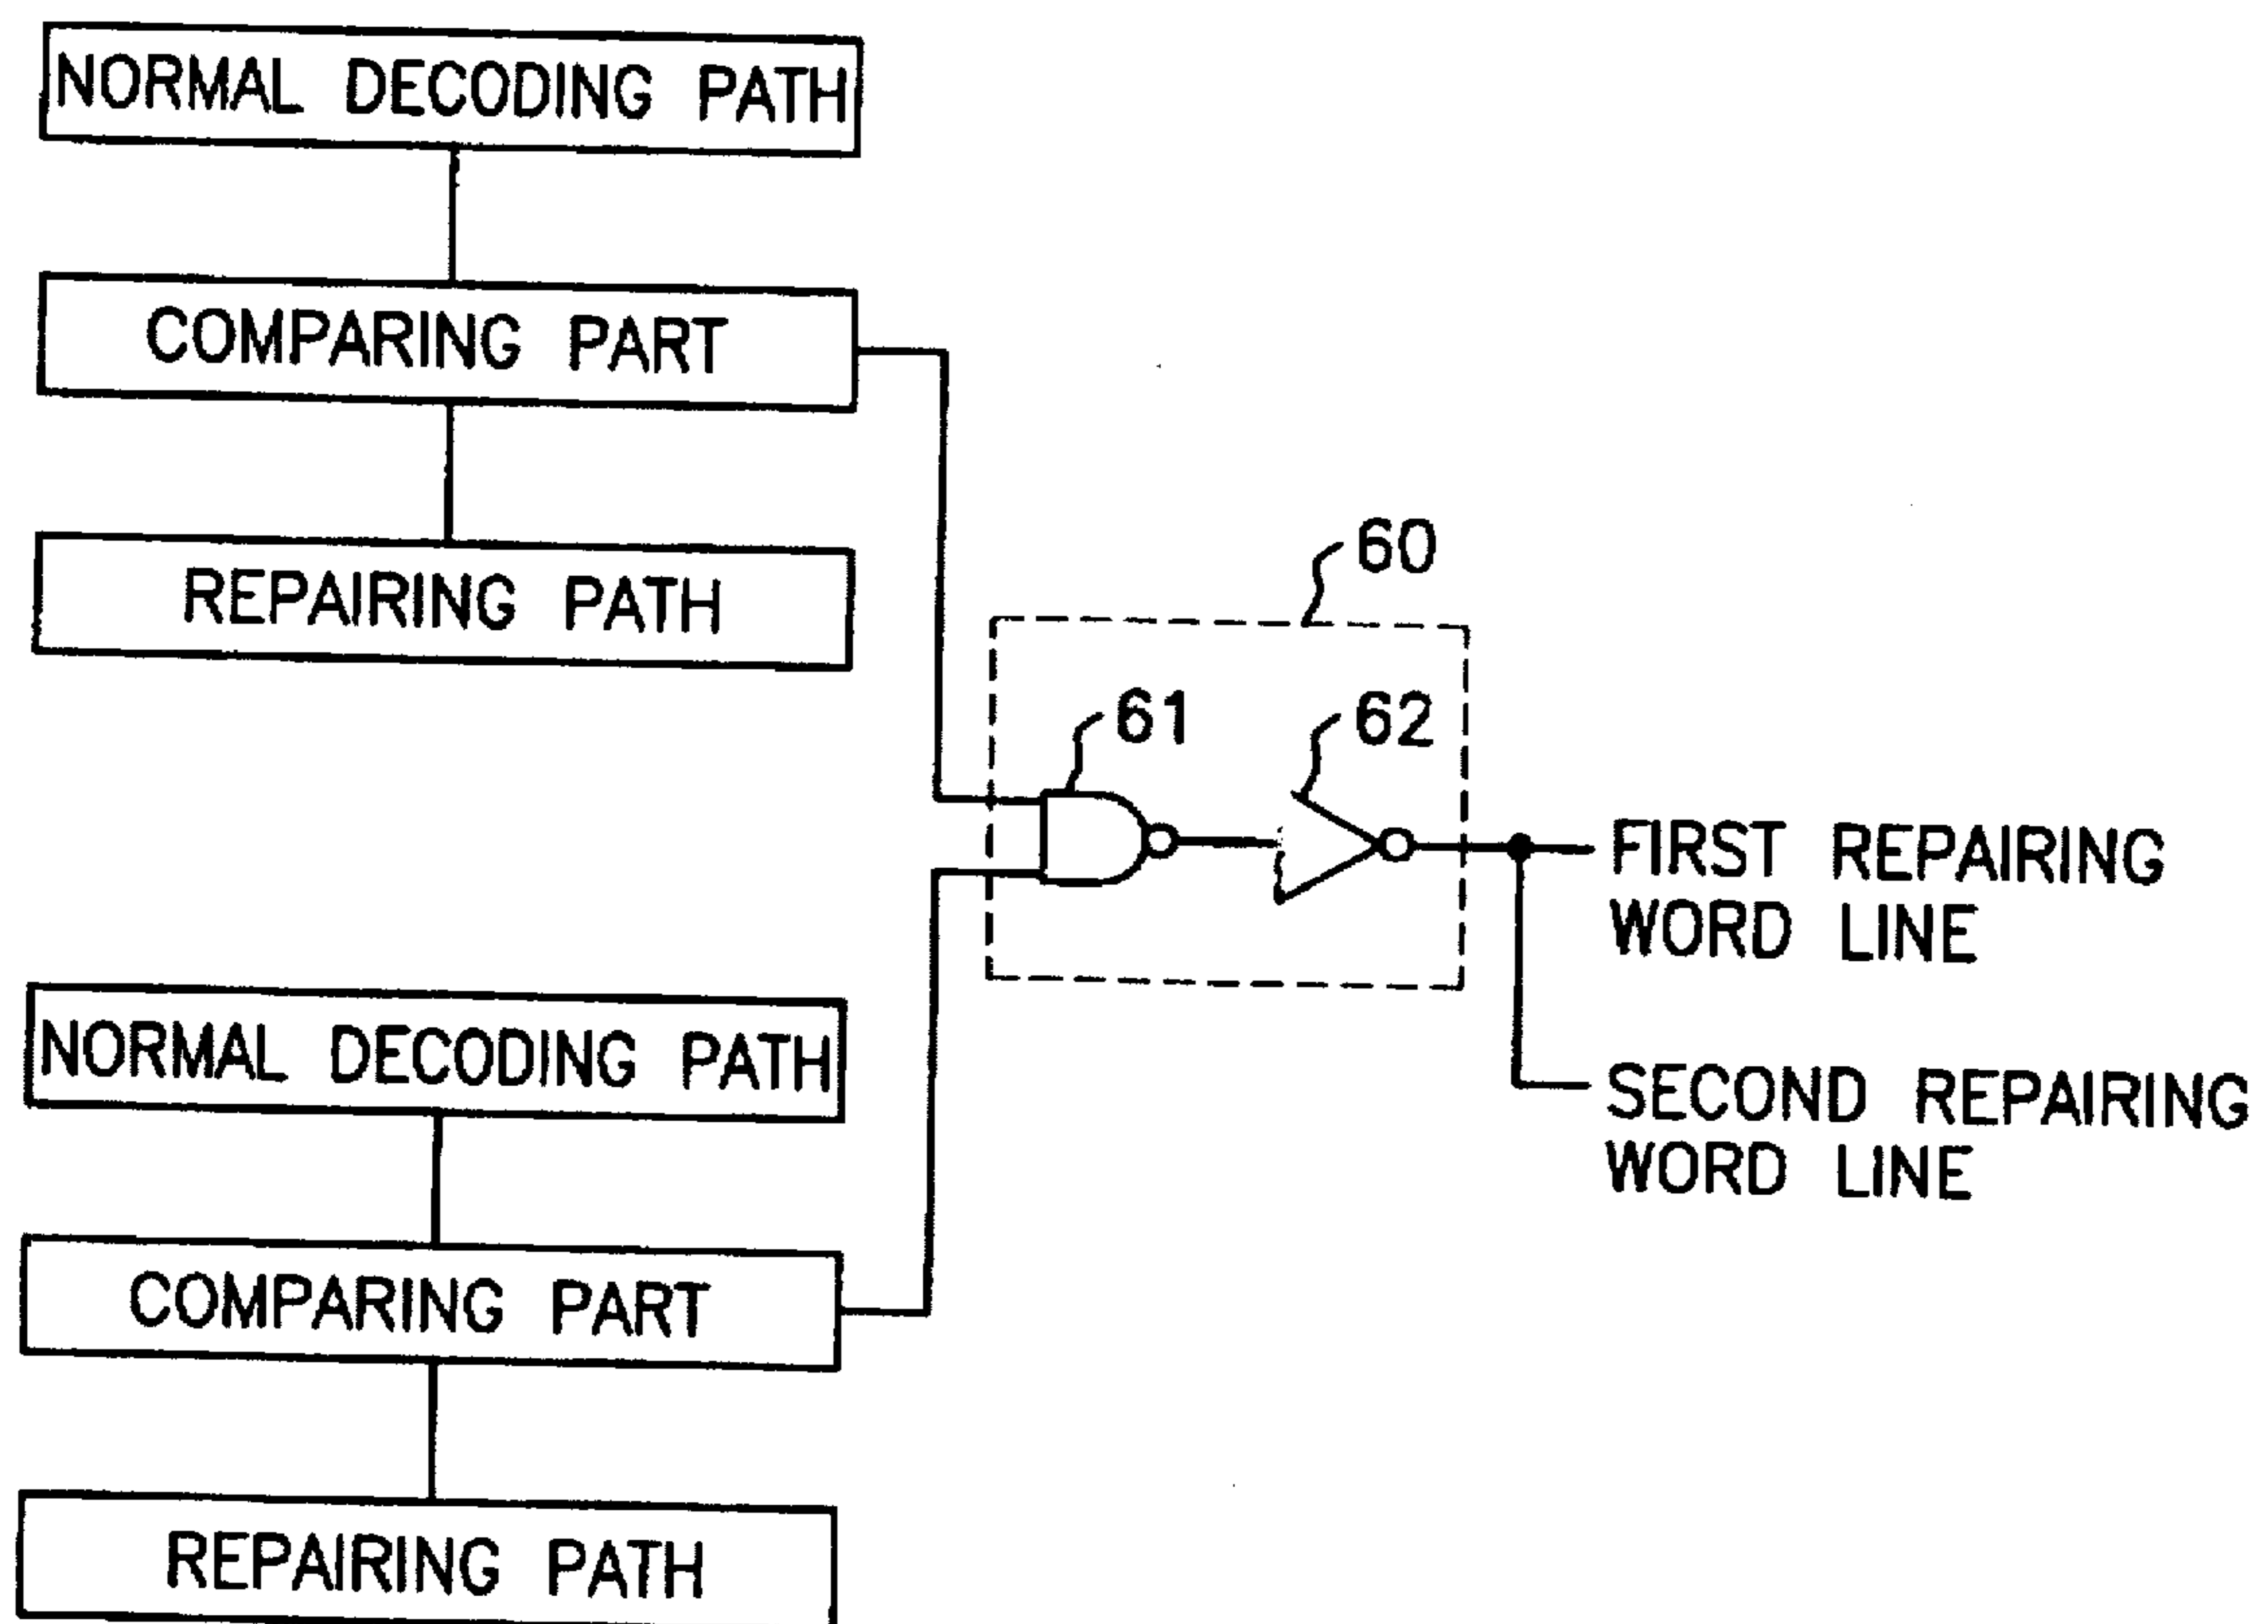 NORMAL DECODING PATH
COMPARING PART
REPAIRING PATH
60
61
62
FIRST REPAIRING
WORD LINE
SECOND REPAIRING
WORD LINE
NORMAL DECODING PATH
COMPARING PART
REPAIRING PATH